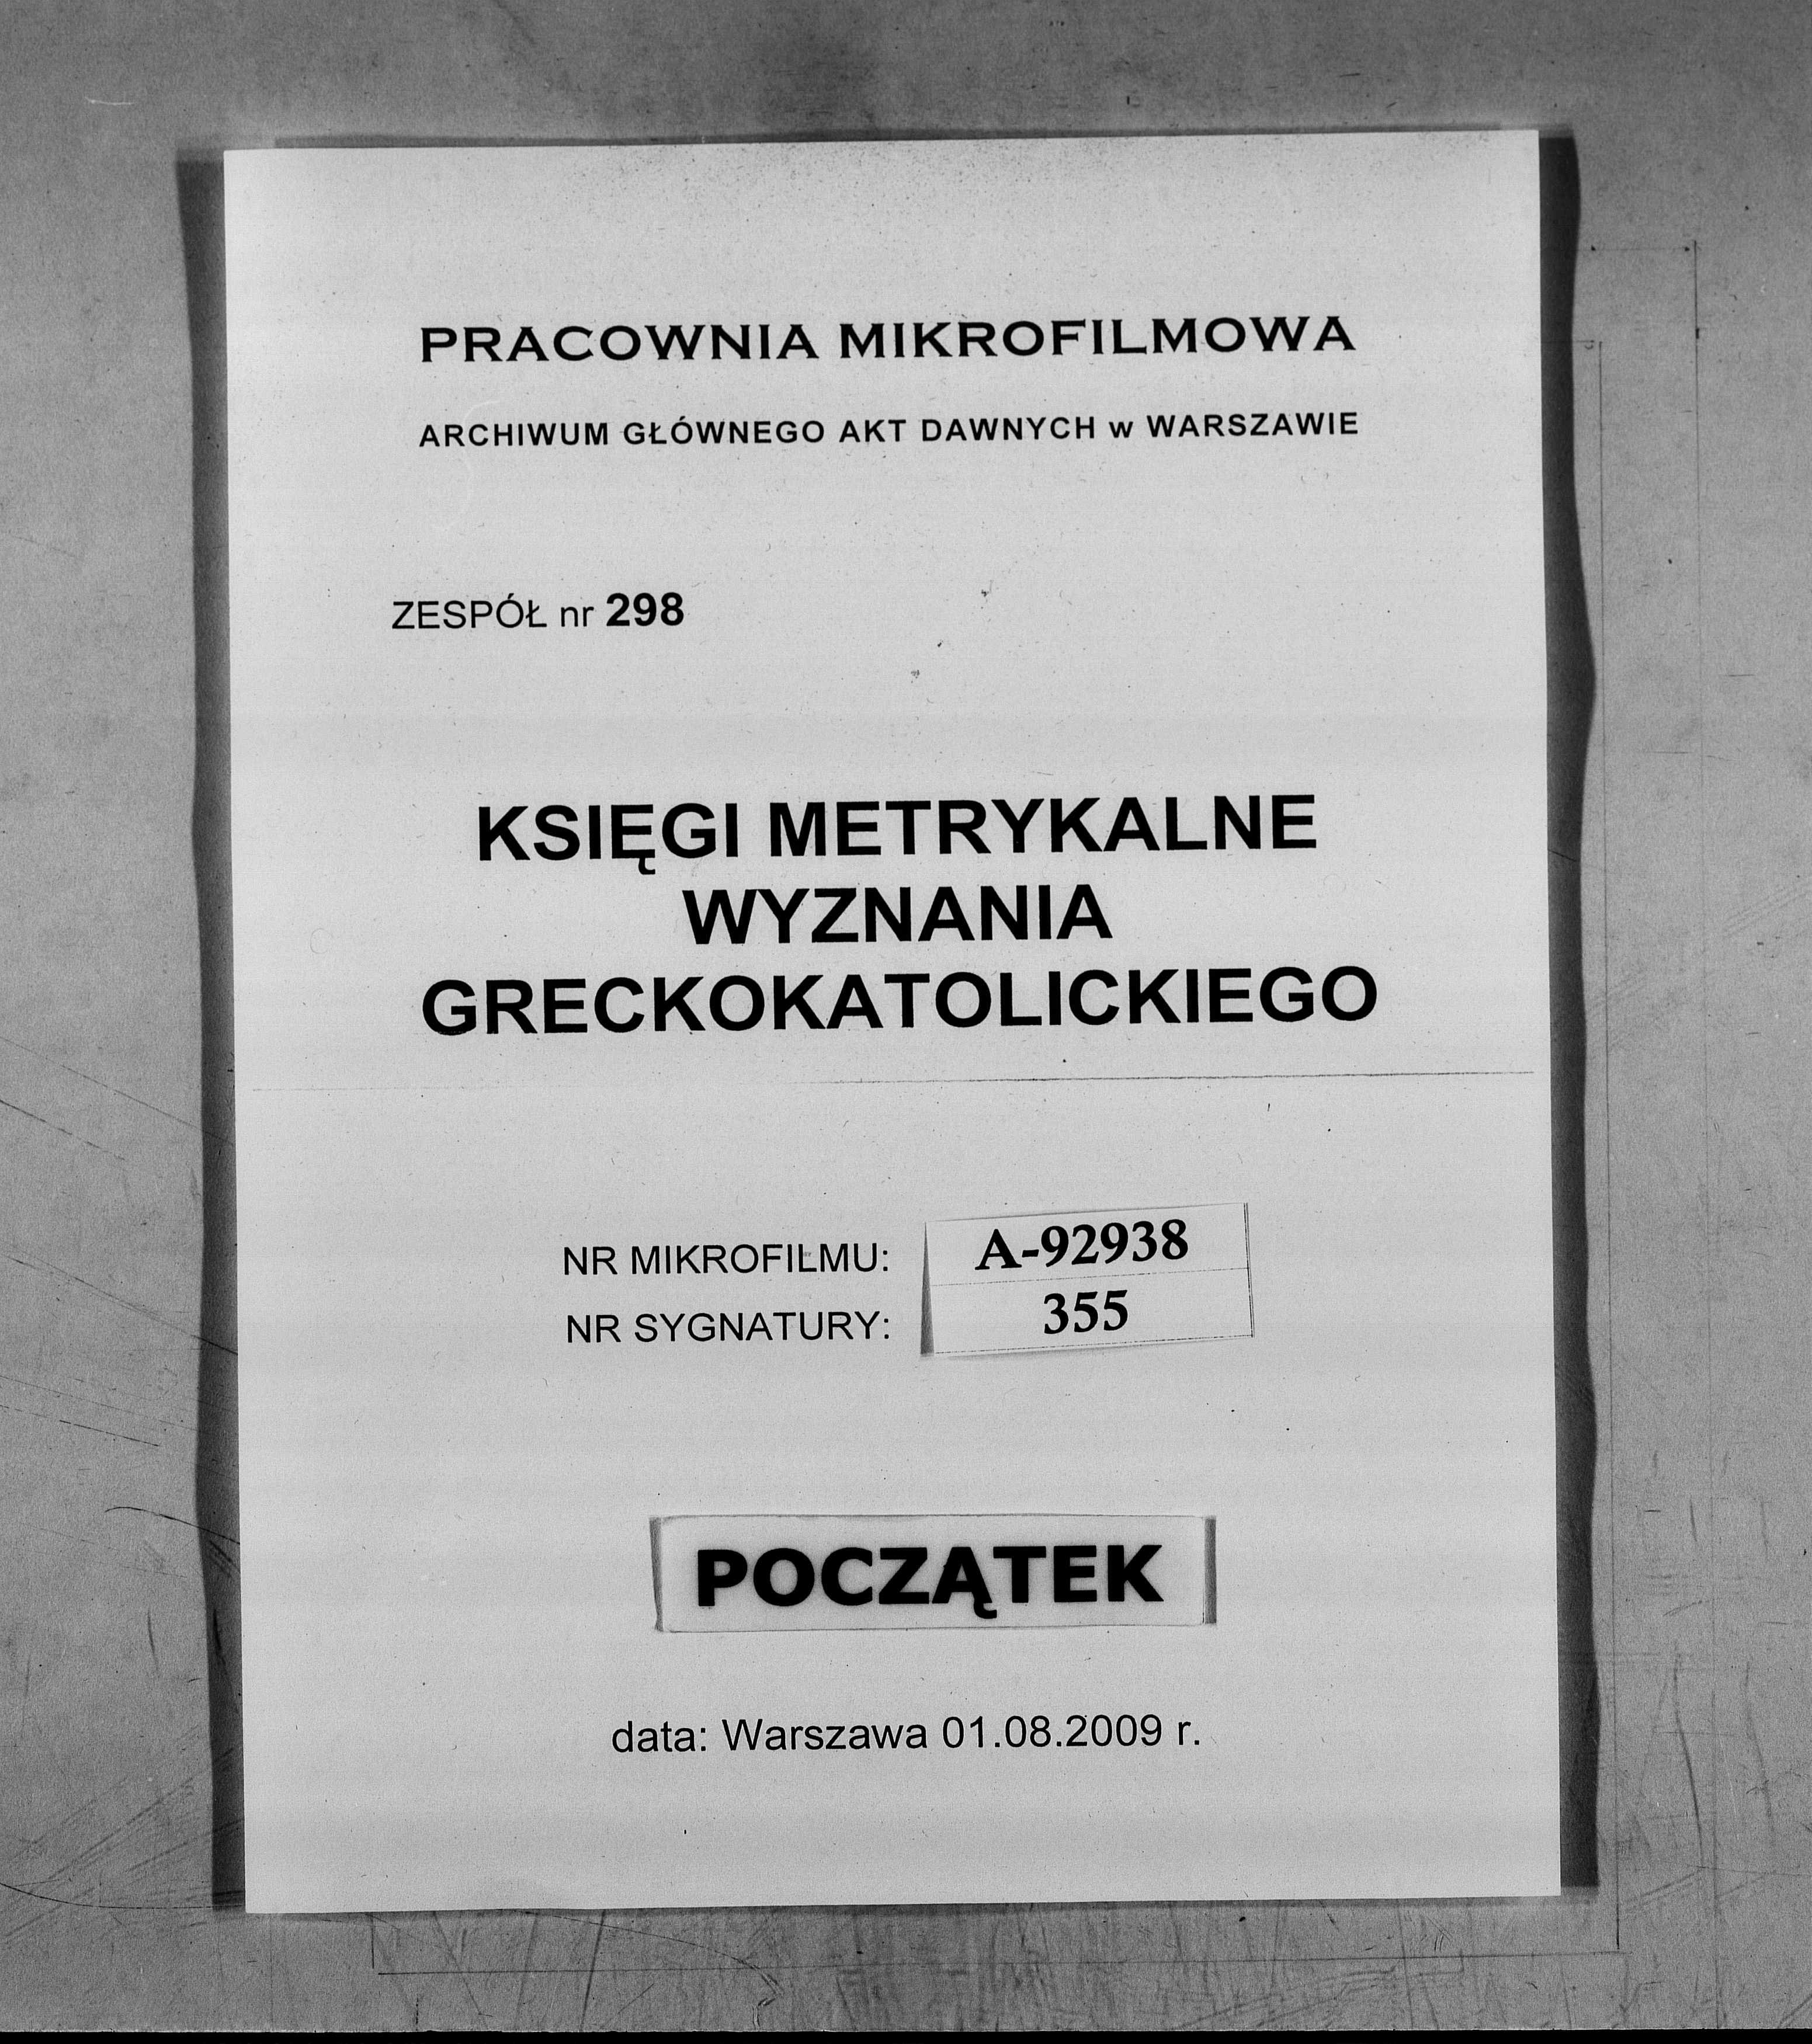 PRACOWNIA MIKROFILMOWA
ARCHIWUM GŁÓWNEGO AKT DAWNYCH w WARSZAWIE
ZESPÓŁ nr 298
KSIĘGI METRYKALNE
WYZNANIA
GRECKOKATOLICKIEGO
NR MIKROFILMU: A-92938
NR SYGNATURY: 355
POCZĄTEK
data: Warszawa 01.08.2009 r.